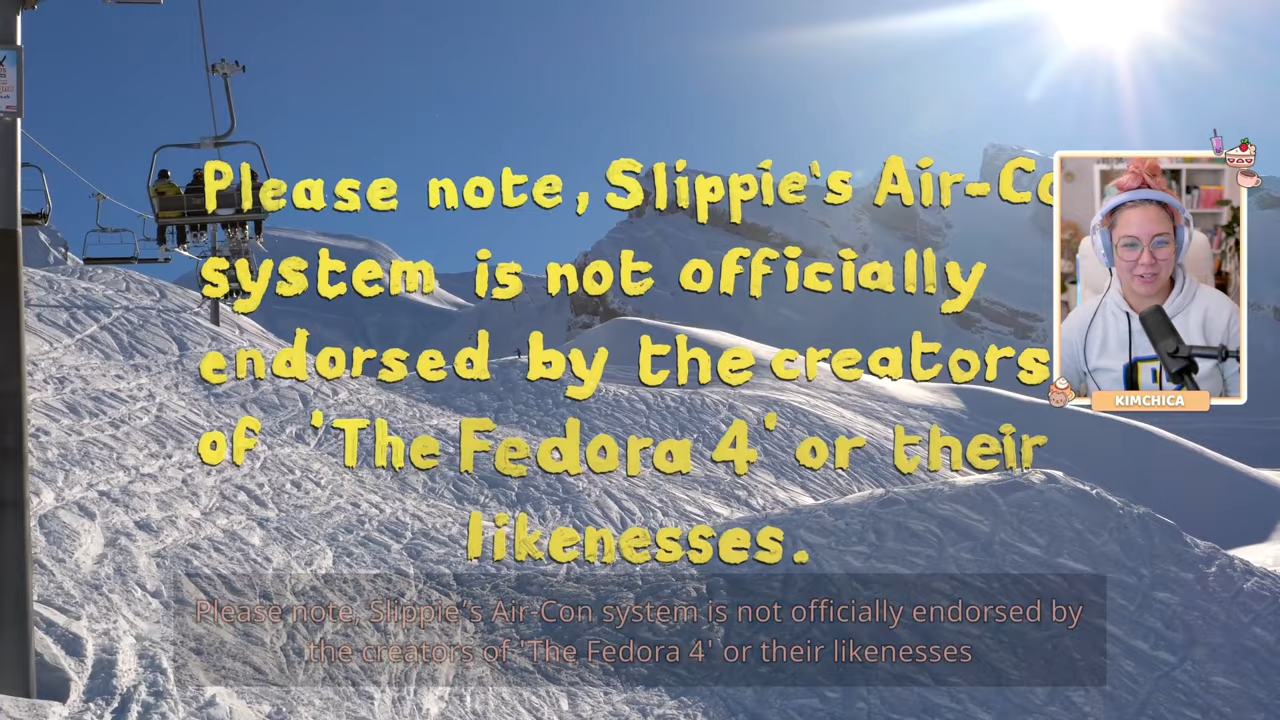 Please note, Slippie's Air-Co
system is not officially
endorsed by the creators
of 'The Fedora 4' or their
likenesses.
KIMCHICA
Please note, Slippie's Air-Con system is not officially endorsed by
the creators of 'The Fedora 4' or their likenesses